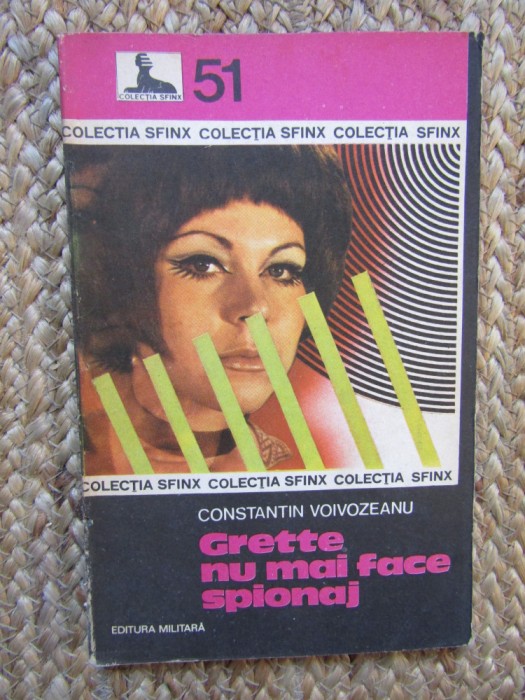 COLECȚIA SFINX
51
COLECȚIA SFINX COLECȚIA SFINX COLECȚIA SFINX
COLECȚIA SFINX COLECȚIA SFINX COLECȚIA SFINX
CONSTANTIN VOIVOZEANU
Grette
nu mai face
spionaj
EDITURA MILITARĂ